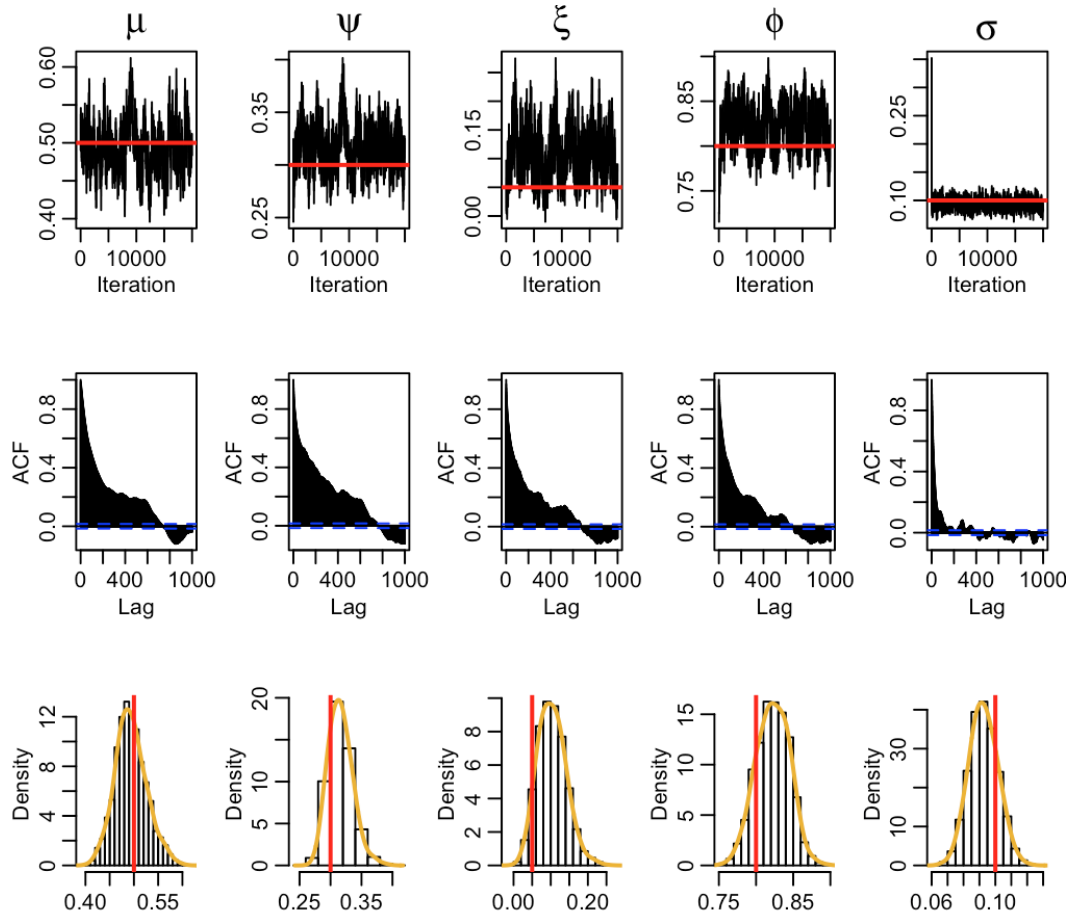 μ ψ ξ φ σ
0.40 0.50 0.60
0.25 0.35
0.00 0.15
0.75 0.85
0.10 0.25
0 10000
0 10000
0 10000
0 10000
0 10000
Iteration Iteration Iteration Iteration Iteration
ACF ACF ACF ACF ACF
0.0 0.4 0.8
0.0 0.4 0.8
0.0 0.4 0.8
0.0 0.4 0.8
0.0 0.4 0.8
0 400 1000
0 400 1000
0 400 1000
0 400 1000
0 400 1000
Lag Lag Lag Lag Lag
Density Density Density Density Density
0 4 8 12
0 5 10 20
0 2 4 6 8
0 5 10 15
0 10 30
0.40 0.55
0.25 0.35
0.00 0.20
0.75 0.85
0.06 0.10